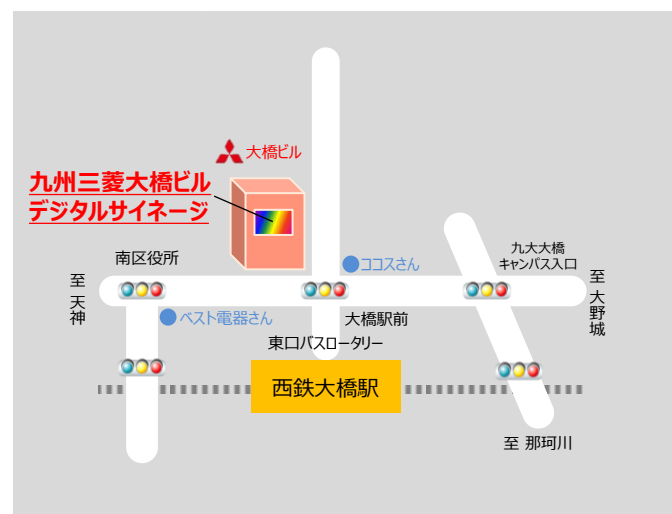 大橋ビル
九州三菱大橋ビル
デジタルサイネージ
南区役所
九大大橋
キャンパス入口
ココスさん
至
天
神
至
大
野
城
ベスト電器さん
大橋駅前
東口バスロータリー
西鉄大橋駅
至 那珂川